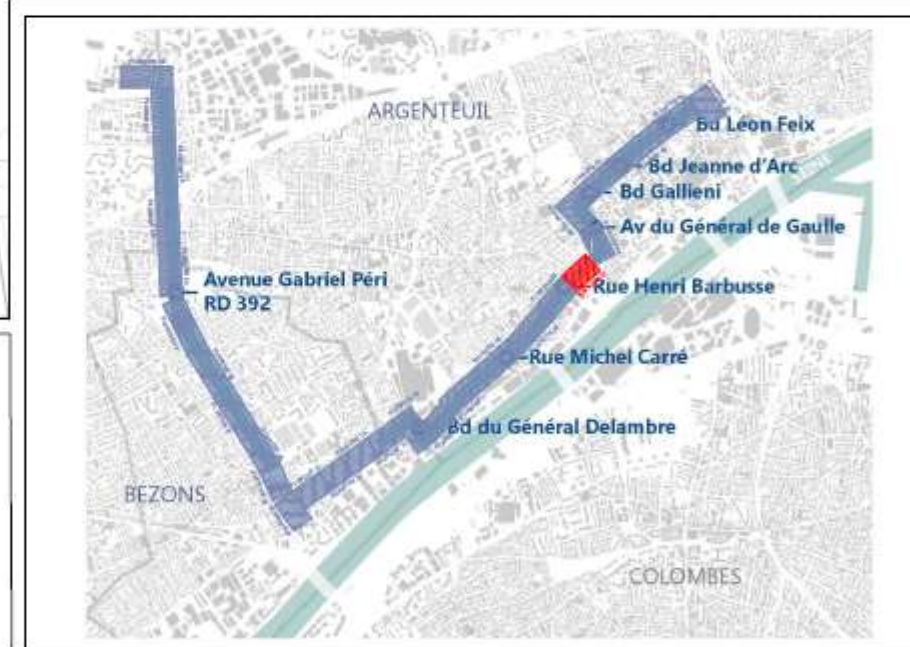 ARGENTEUIL
Bd Léon Feix
Bd Jeanne d'Arc
Bd Gallieni
Av du Général de Gaulle
Avenue Gabriel Péri
RD 392
Rue Henri Barbusse
Rue Michel Carré
Bd du Général Delambre
BEZONS
COLOMBES